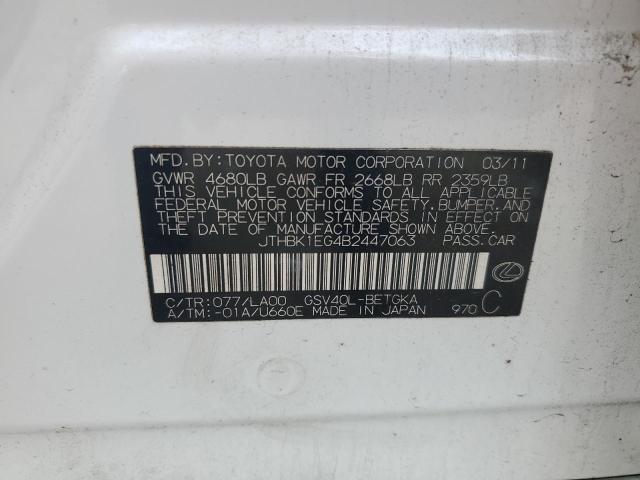 MFD. BY: TOYOTA MOTOR CORPORATION 03/11
GVWR 4680LB GAWR FR 2668LB RR 2359LB
THIS VEHICLE CONFORMS TO ALL APPLICABLE
FEDERAL MOTOR VEHICLE SAFETY, BUMPER, AND
THEFT PREVENTION STANDARDS IN EFFECT ON
THE DATE OF MANUFACTURE SHOWN ABOVE.
JTHBK1EG4B2447063 PASS. CAR
C/TR: 077/LA00 GSV40L-BETGKA
A/TM: -01A/U660E MADE IN JAPAN 970 C